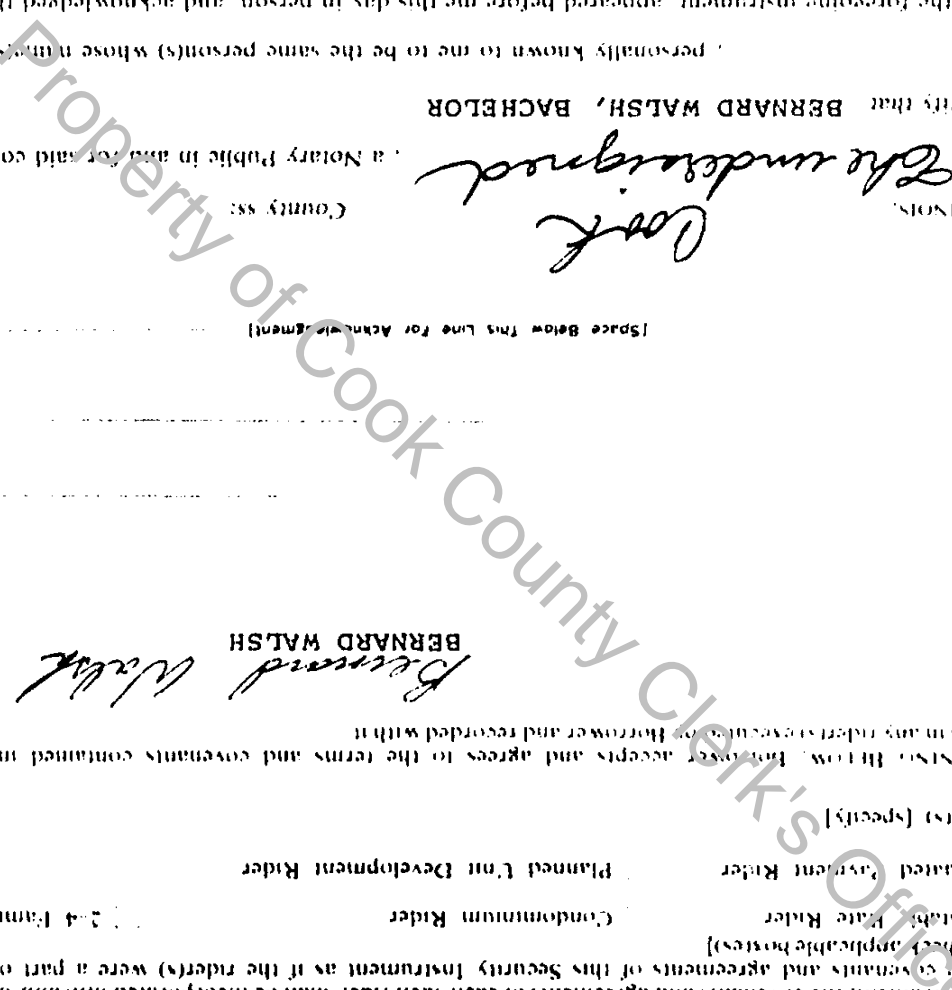 covenants and agreements of this Security Instrument as if the rider(s) were a part of
applicable box(es)]
Rate Rider Condominium Rider 2-4
Payment Rider Planned Unit Development Rider
[specify]
Borrower accepts and agrees to the terms and covenants contained in
in any rider(s) executed by Borrower and recorded with it
Bernard Walsh
BERNARD WALSH
[Space Below This Line For Acknowledgment]
Cook County ss:
The undersigned , a Notary Public in and for said
that BERNARD WALSH, BACHELOR
, personally known to me to be the same person(s) whose
the foregoing instrument, appeared before me this day in person, and acknowledged
Property of Cook County Clerk's Office